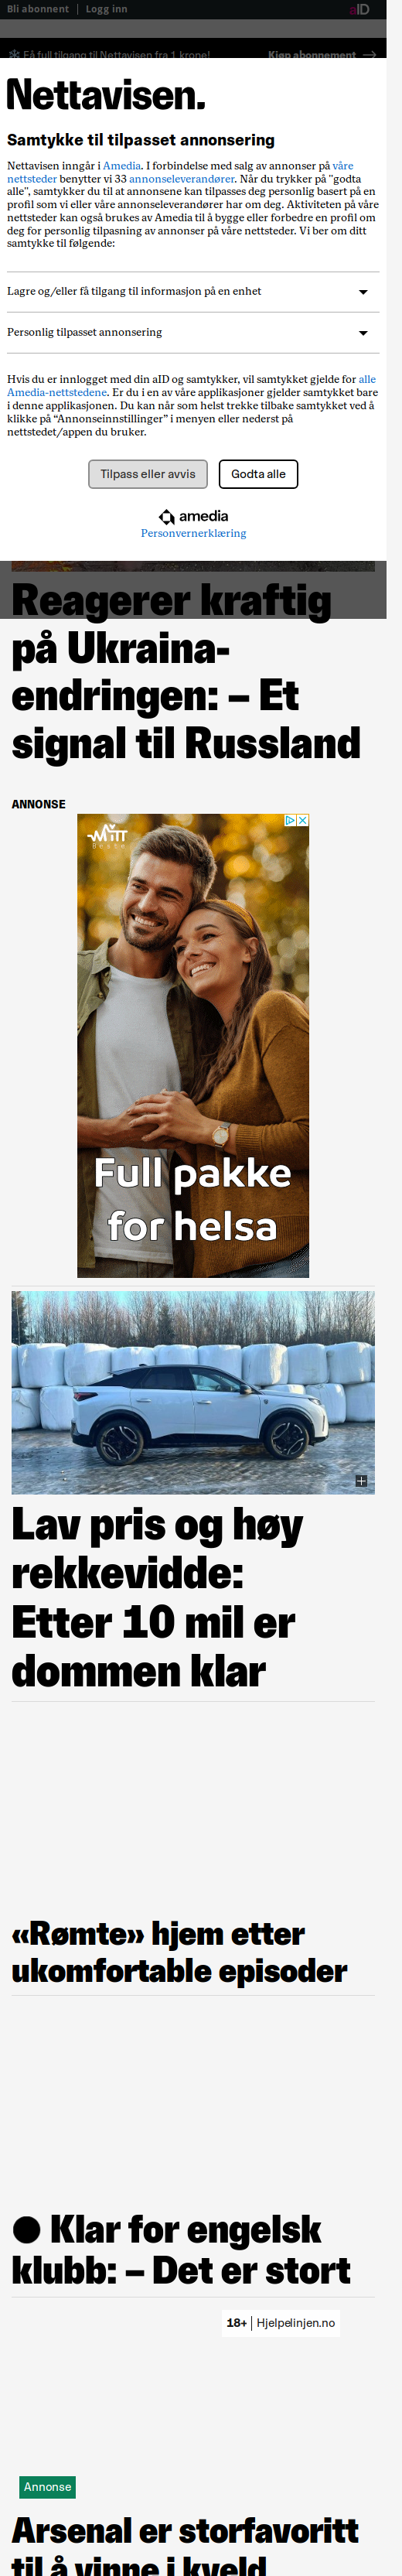 Bli abonnent | Logg inn aID
Få full tilgang til Nettavisen fra 1 krone! Kjøp abonnement
Nettavisen.
Samtykke til tilpasset annonsering
Nettavisen inngår i Amedia. I forbindelse med salg av annonser på våre
nettsteder benytter vi 33 annonseleverandører. Når du trykker på "godta
alle", samtykker du til at annonsene kan tilpasses deg personlig basert på en
profil som vi eller våre annonseleverandører har om deg. Aktiviteten på våre
nettsteder kan også brukes av Amedia til å bygge eller forbedre en profil om
deg for personlig tilpasning av annonser på våre nettsteder. Vi ber om ditt
samtykke til følgende:
Lagre og/eller få tilgang til informasjon på en enhet
Personlig tilpasset annonsering
Hvis du er innlogget med din aID og samtykker, vil samtykket gjelde for alle
Amedia-nettstedene. Er du i en av våre applikasjoner gjelder samtykket bare
i denne applikasjonen. Du kan når som helst trekke tilbake samtykket ved å
klikke på “Annonseinnstillinger” i menyen eller nederst på
nettstedet/appen du bruker.
Tilpass eller avvis Godta alle
amedia
Personvernerklæring
Reagerer kraftig
på Ukraina-
endringen: – Et
signal til Russland
ANNONSE
MITT
Beste
Full pakke
for helsa
Lav pris og høy
rekkevidde:
Etter 10 mil er
dommen klar
«Rømte» hjem etter
ukomfortable episoder
● Klar for engelsk
klubb: – Det er stort
18+ | Hjelpelinjen.no
Annonse
Arsenal er storfavoritt
til å vinne i kveld